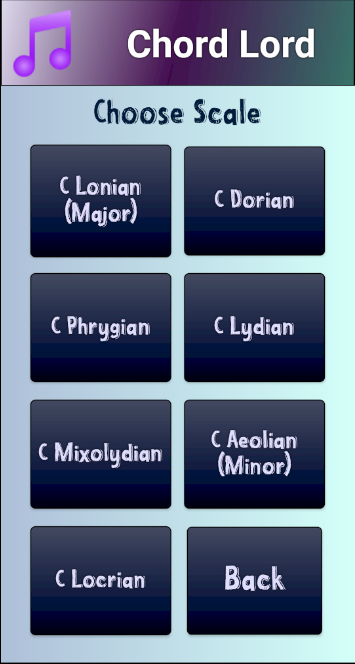 Chord Lord
Choose Scale
C Lonian
(Major)
C Dorian
C Phrygian
C Lydian
C Mixolydian
C Aeolian
(Minor)
C Locrian
Back